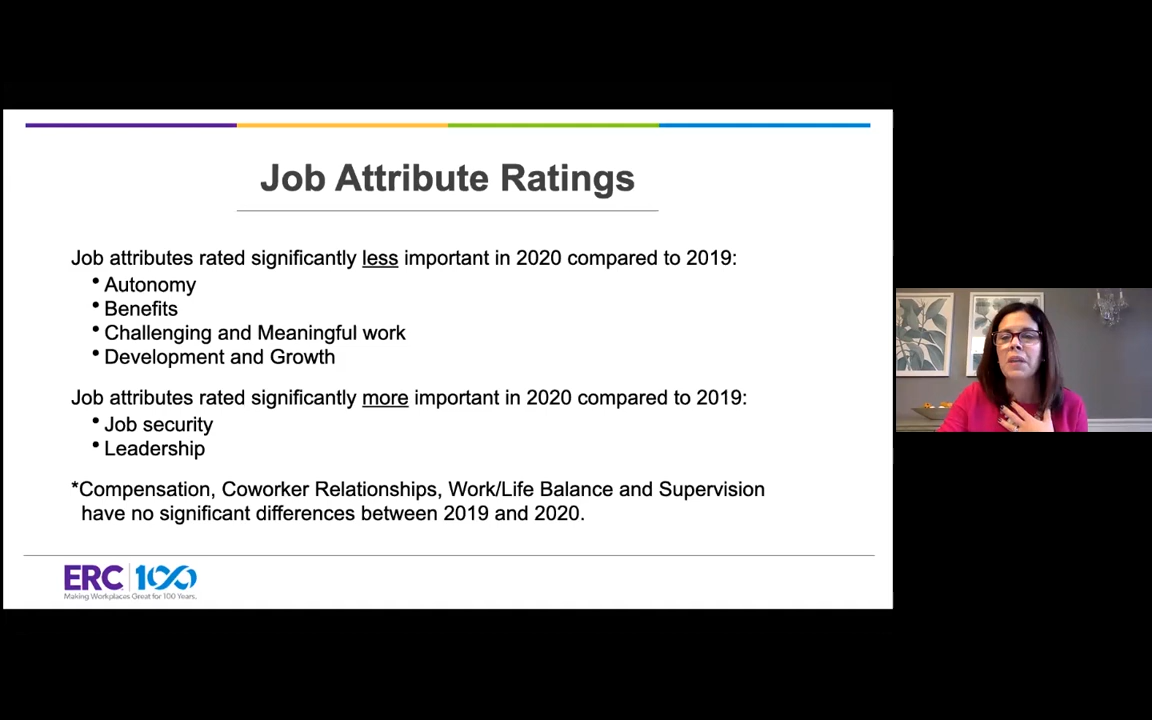 Job Attribute Ratings
Job attributes rated significantly less important in 2020 compared to 2019:
• Autonomy
• Benefits
• Challenging and Meaningful work
• Development and Growth
Job attributes rated significantly more important in 2020 compared to 2019:
• Job security
• Leadership
*Compensation, Coworker Relationships, Work/Life Balance and Supervision
have no significant differences between 2019 and 2020.
ERC 100
Making Workplaces Great for 100 Years.